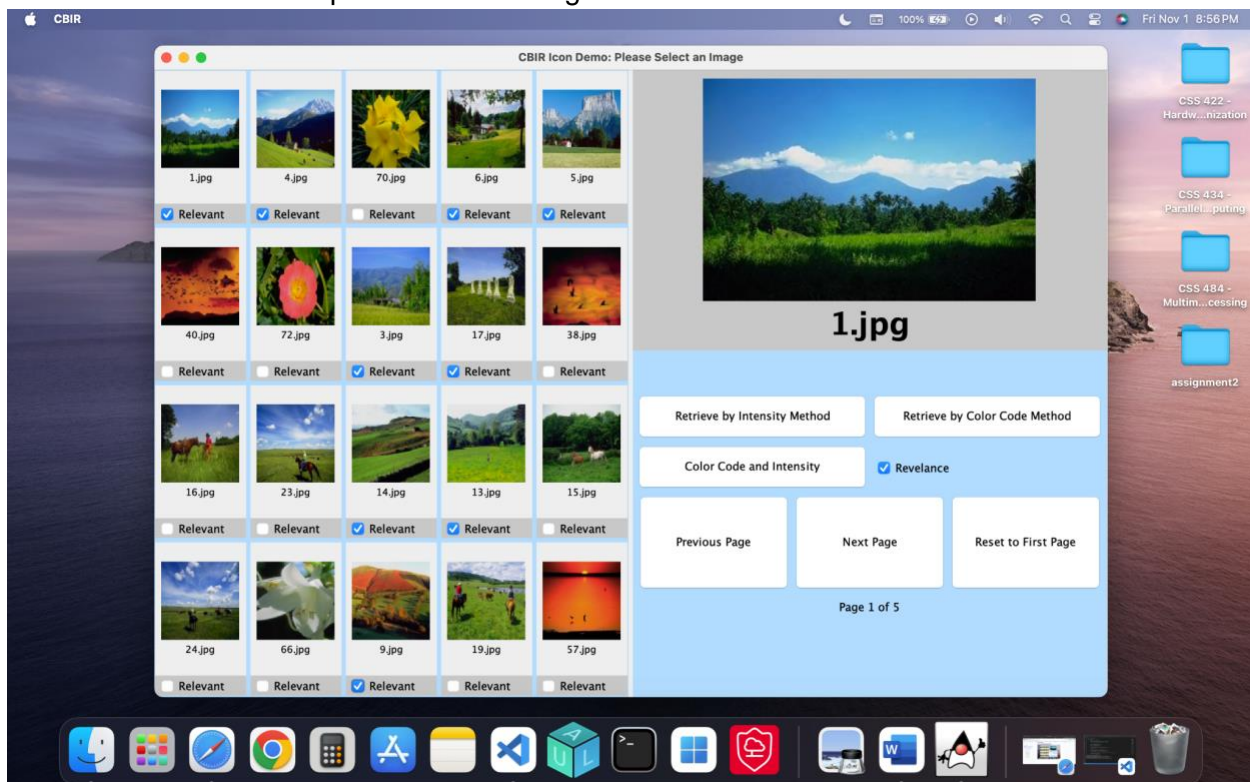 CBIR
100%
Fri Nov 1 8:56 PM
CBIR Icon Demo: Please Select an Image
1.jpg
4.jpg
70.jpg
6.jpg
5.jpg
Relevant
Relevant
Relevant
Relevant
Relevant
40.jpg
72.jpg
3.jpg
17.jpg
38.jpg
Relevant
Relevant
Relevant
Relevant
Relevant
16.jpg
23.jpg
14.jpg
13.jpg
15.jpg
Relevant
Relevant
Relevant
Relevant
Relevant
24.jpg
66.jpg
9.jpg
19.jpg
57.jpg
Relevant
Relevant
Relevant
Relevant
Relevant
1.jpg
Retrieve by Intensity Method
Retrieve by Color Code Method
Color Code and Intensity
Revelance
Previous Page
Next Page
Reset to First Page
Page 1 of 5
CSS 422 -
Hardw...nization
CSS 434 -
Parallel...puting
CSS 484 -
Multim...cessing
assignment2